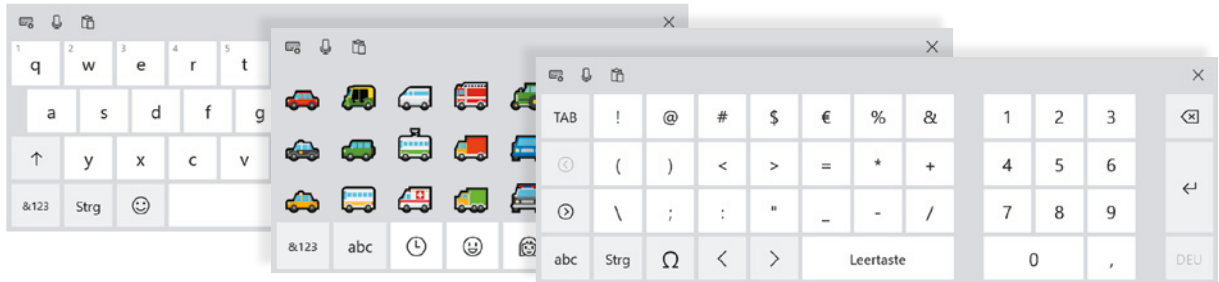 1 q 2 w 3 e 4 r 5 t
a s d f g
↑ y x c v
&123 Strg
&123 abc
TAB ! @ # $ € % & 1 2 3
( ) < > = * + 4 5 6
\ ; : " _ - / 7 8 9
abc Strg Ω < > Leertaste 0 , DEU